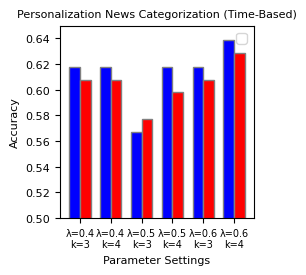 Personalization News Categorization (Time-Based)
Accuracy
0.64
0.62
0.60
0.58
0.56
0.54
0.52
0.50
λ=0.4 λ=0.4 λ=0.5 λ=0.5 λ=0.6 λ=0.6
k=3 k=4 k=3 k=4 k=3 k=4
Parameter Settings